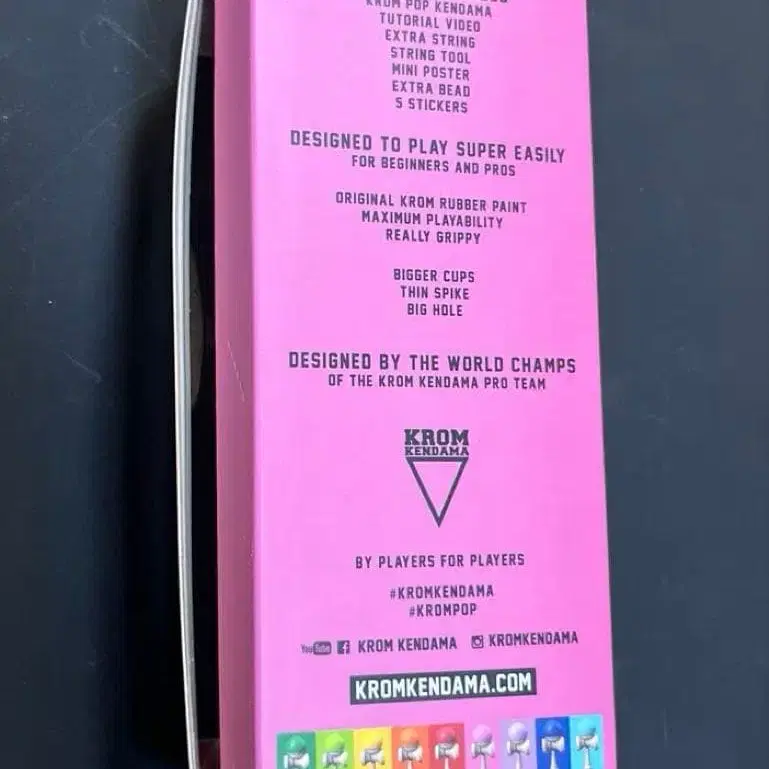 KROM POP KENDAMA
TUTORIAL VIDEO
EXTRA STRING
STRING TOOL
MINI POSTER
EXTRA BEAD
5 STICKERS
DESIGNED TO PLAY SUPER EASILY
FOR BEGINNERS AND PROS
ORIGINAL KROM RUBBER PAINT
MAXIMUM PLAYABILITY
REALLY GRIPPY
BIGGER CUPS
THIN SPIKE
BIG HOLE
DESIGNED BY THE WORLD CHAMPS
OF THE KROM KENDAMA PRO TEAM
KROM
KENDAMA
BY PLAYERS FOR PLAYERS
#KROMKENDAMA
#KROMPOP
YouTube f KROM KENDAMA KROMKENDAMA
KROMKENDAMA.COM